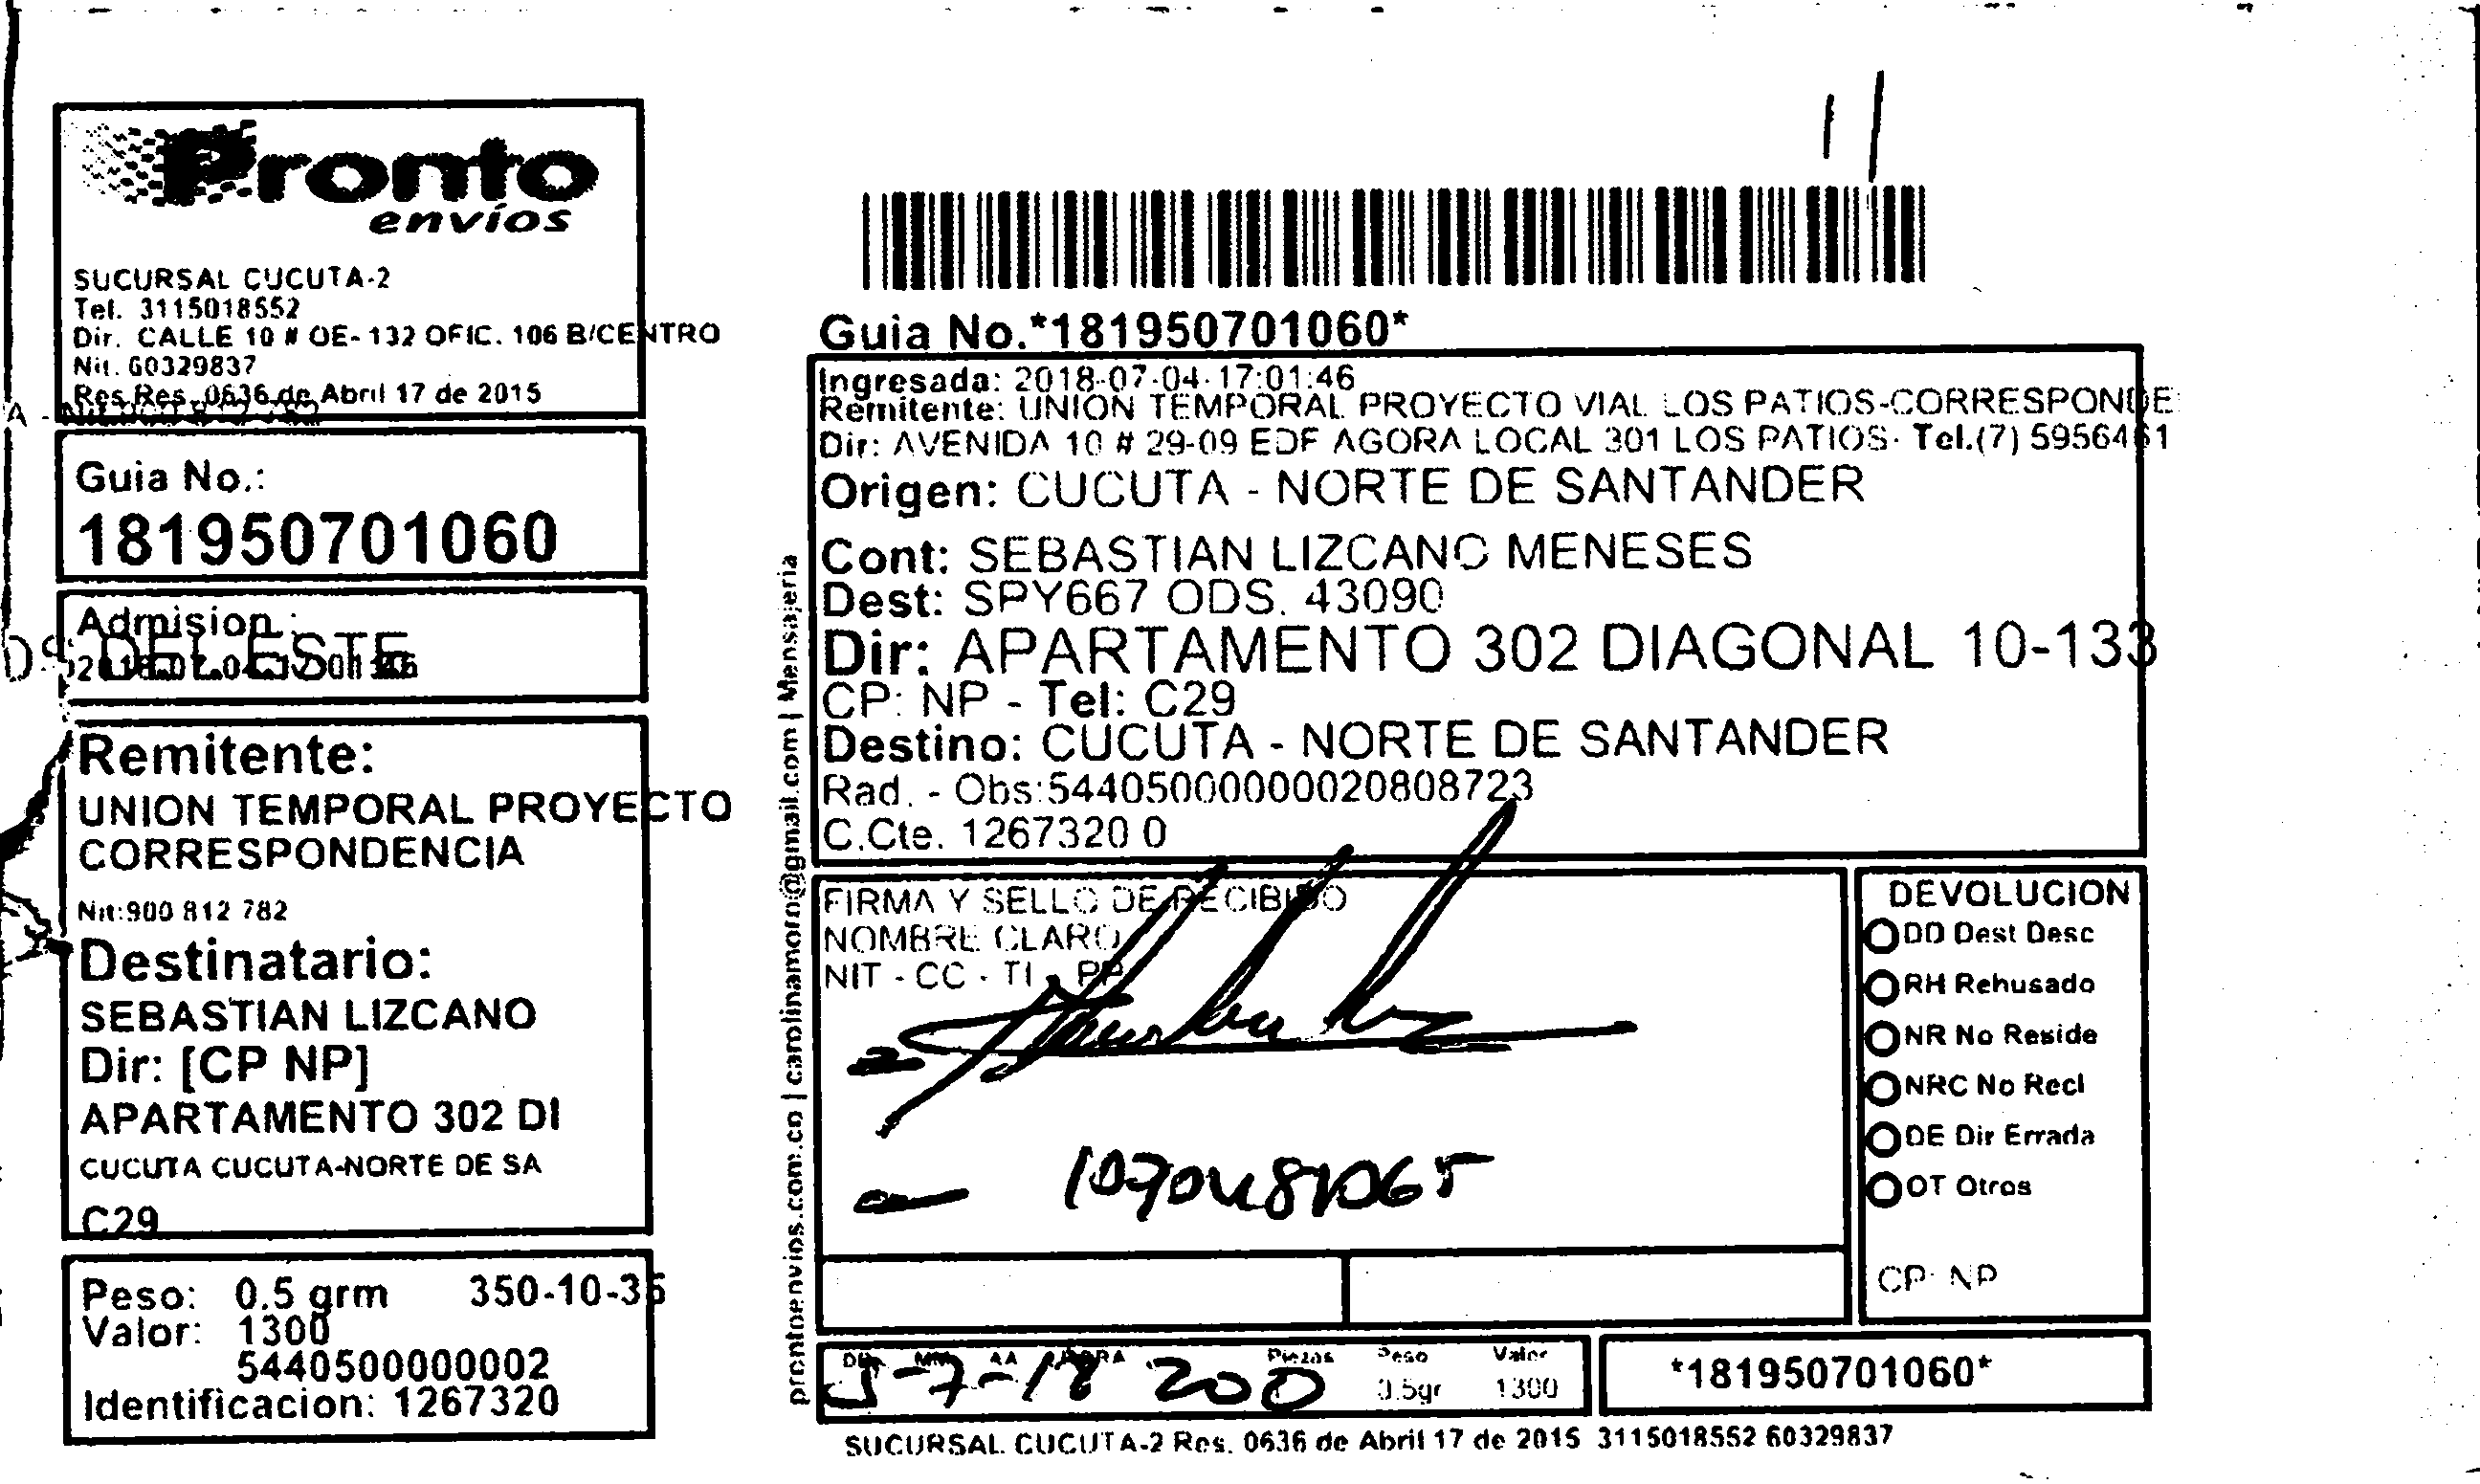 Pronto
envíos
SUCURSAL CUCUTA-2
Tel. 3115018552
Dir. CALLE 10 # OE-132 OFIC. 106 B/CENTRO
Nit. 60329837
Res Res. 0636 de Abril 17 de 2015
Guia No.:
181950701060
Admision :
DEL ESTE
Remitente:
UNION TEMPORAL PROYECTO
CORRESPONDENCIA
Nit:900 812 782
Destinatario:
SEBASTIAN LIZCANO
Dir: [CP NP]
APARTAMENTO 302 DI
CUCUTA CUCUTA-NORTE DE SA
C29
Peso: 0.5 grm 350-10-35
Valor: 1300
5440500000002
Identificacion: 1267320
prontoenvios.com.co | carolinamorn@gmail.com | Mensajeria
Guia No.*181950701060*
Ingresada: 2018-07-04-17:01:46
Remitente: UNION TEMPORAL PROYECTO VIAL LOS PATIOS-CORRESPONDE
Dir: AVENIDA 10 # 29-09 EDF AGORA LOCAL 301 LOS PATIOS- Tel.(7) 5956461
Origen: CUCUTA - NORTE DE SANTANDER
Cont: SEBASTIAN LIZCANO MENESES
Dest: SPY667 ODS. 43090
Dir: APARTAMENTO 302 DIAGONAL 10-133
CP: NP - Tel: C29
Destino: CUCUTA - NORTE DE SANTANDER
Rad. - Obs:54405000000020808723
C.Cte. 1267320 0
FIRMA Y SELLO DE RECIBIDO
NOMBRE CLARO
NIT - CC - TI - PP
DEVOLUCION
DD Dest Desc
RH Rehusado
NR No Reside
NRC No Recl
DE Dir Errada
OT Otros
CP: NP
DD MM AA HORA Piezas Peso Valor
5-7-18 200 0.5gr 1300
*181950701060*
SUCURSAL CUCUTA-2 Res. 0636 de Abril 17 de 2015 3115018552 60329837